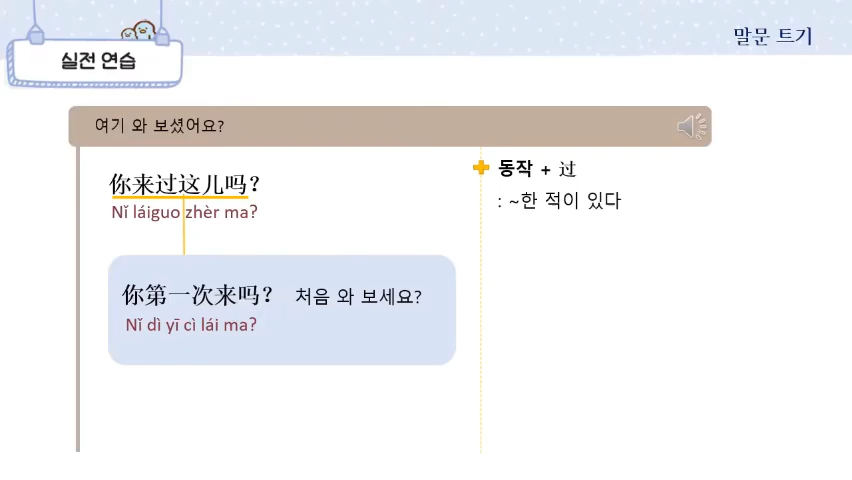 말문 트기
실전 연습
여기 와 보셨어요?
你来过这儿吗?
Nǐ láiguo zhèr ma?
你第一次来吗? 처음 와 보세요?
Nǐ dì yī cì lái ma?
동작 + 过
: ~한 적이 있다